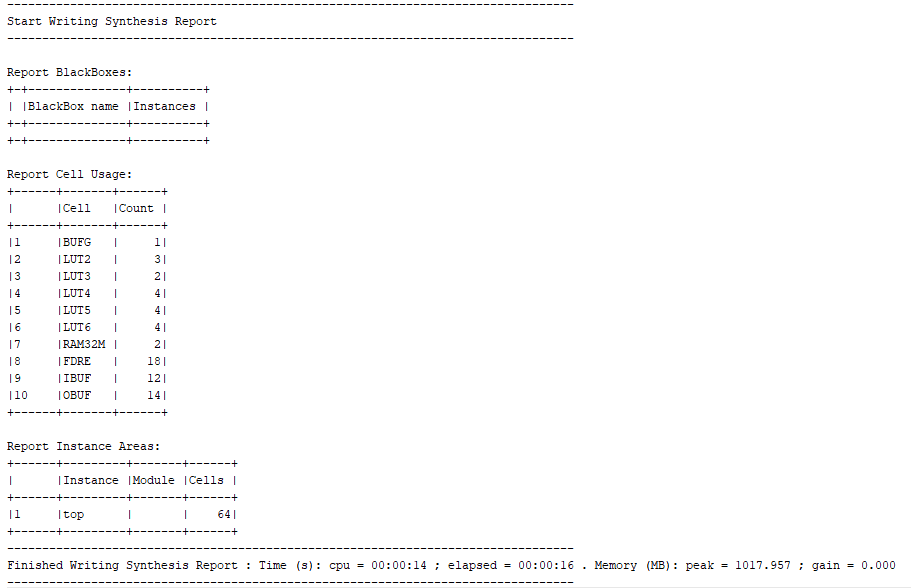 ---------------------------------------------------------------------------------
Start Writing Synthesis Report
---------------------------------------------------------------------------------

Report BlackBoxes:
+-+--------------+----------+
| |BlackBox name |Instances |
+-+--------------+----------+
+-+--------------+----------+

Report Cell Usage:
+------+-------+------+
|      |Cell   |Count |
+------+-------+------+
|1     |BUFG   |     1|
|2     |LUT2   |     3|
|3     |LUT3   |     2|
|4     |LUT4   |     4|
|5     |LUT5   |     4|
|6     |LUT6   |     4|
|7     |RAM32M |     2|
|8     |FDRE   |    18|
|9     |IBUF   |    12|
|10    |OBUF   |    14|
+------+-------+------+

Report Instance Areas:
+------+---------+-------+------+
|      |Instance |Module |Cells |
+------+---------+-------+------+
|1     |top      |       |    64|
+------+---------+-------+------+
---------------------------------------------------------------------------------
Finished Writing Synthesis Report : Time (s): cpu = 00:00:14 ; elapsed = 00:00:16 . Memory (MB): peak = 1017.957 ; gain = 0.000
---------------------------------------------------------------------------------